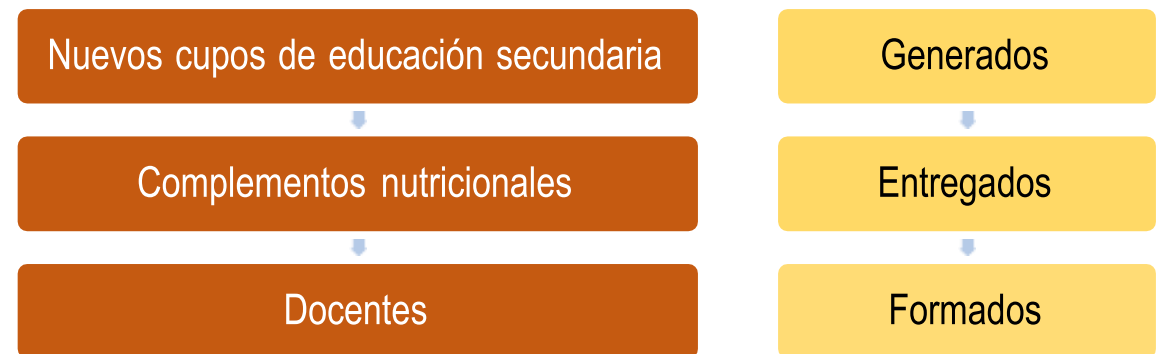 Nuevos cupos de educación secundaria
Generados
Complementos nutricionales
Entregados
Docentes
Formados